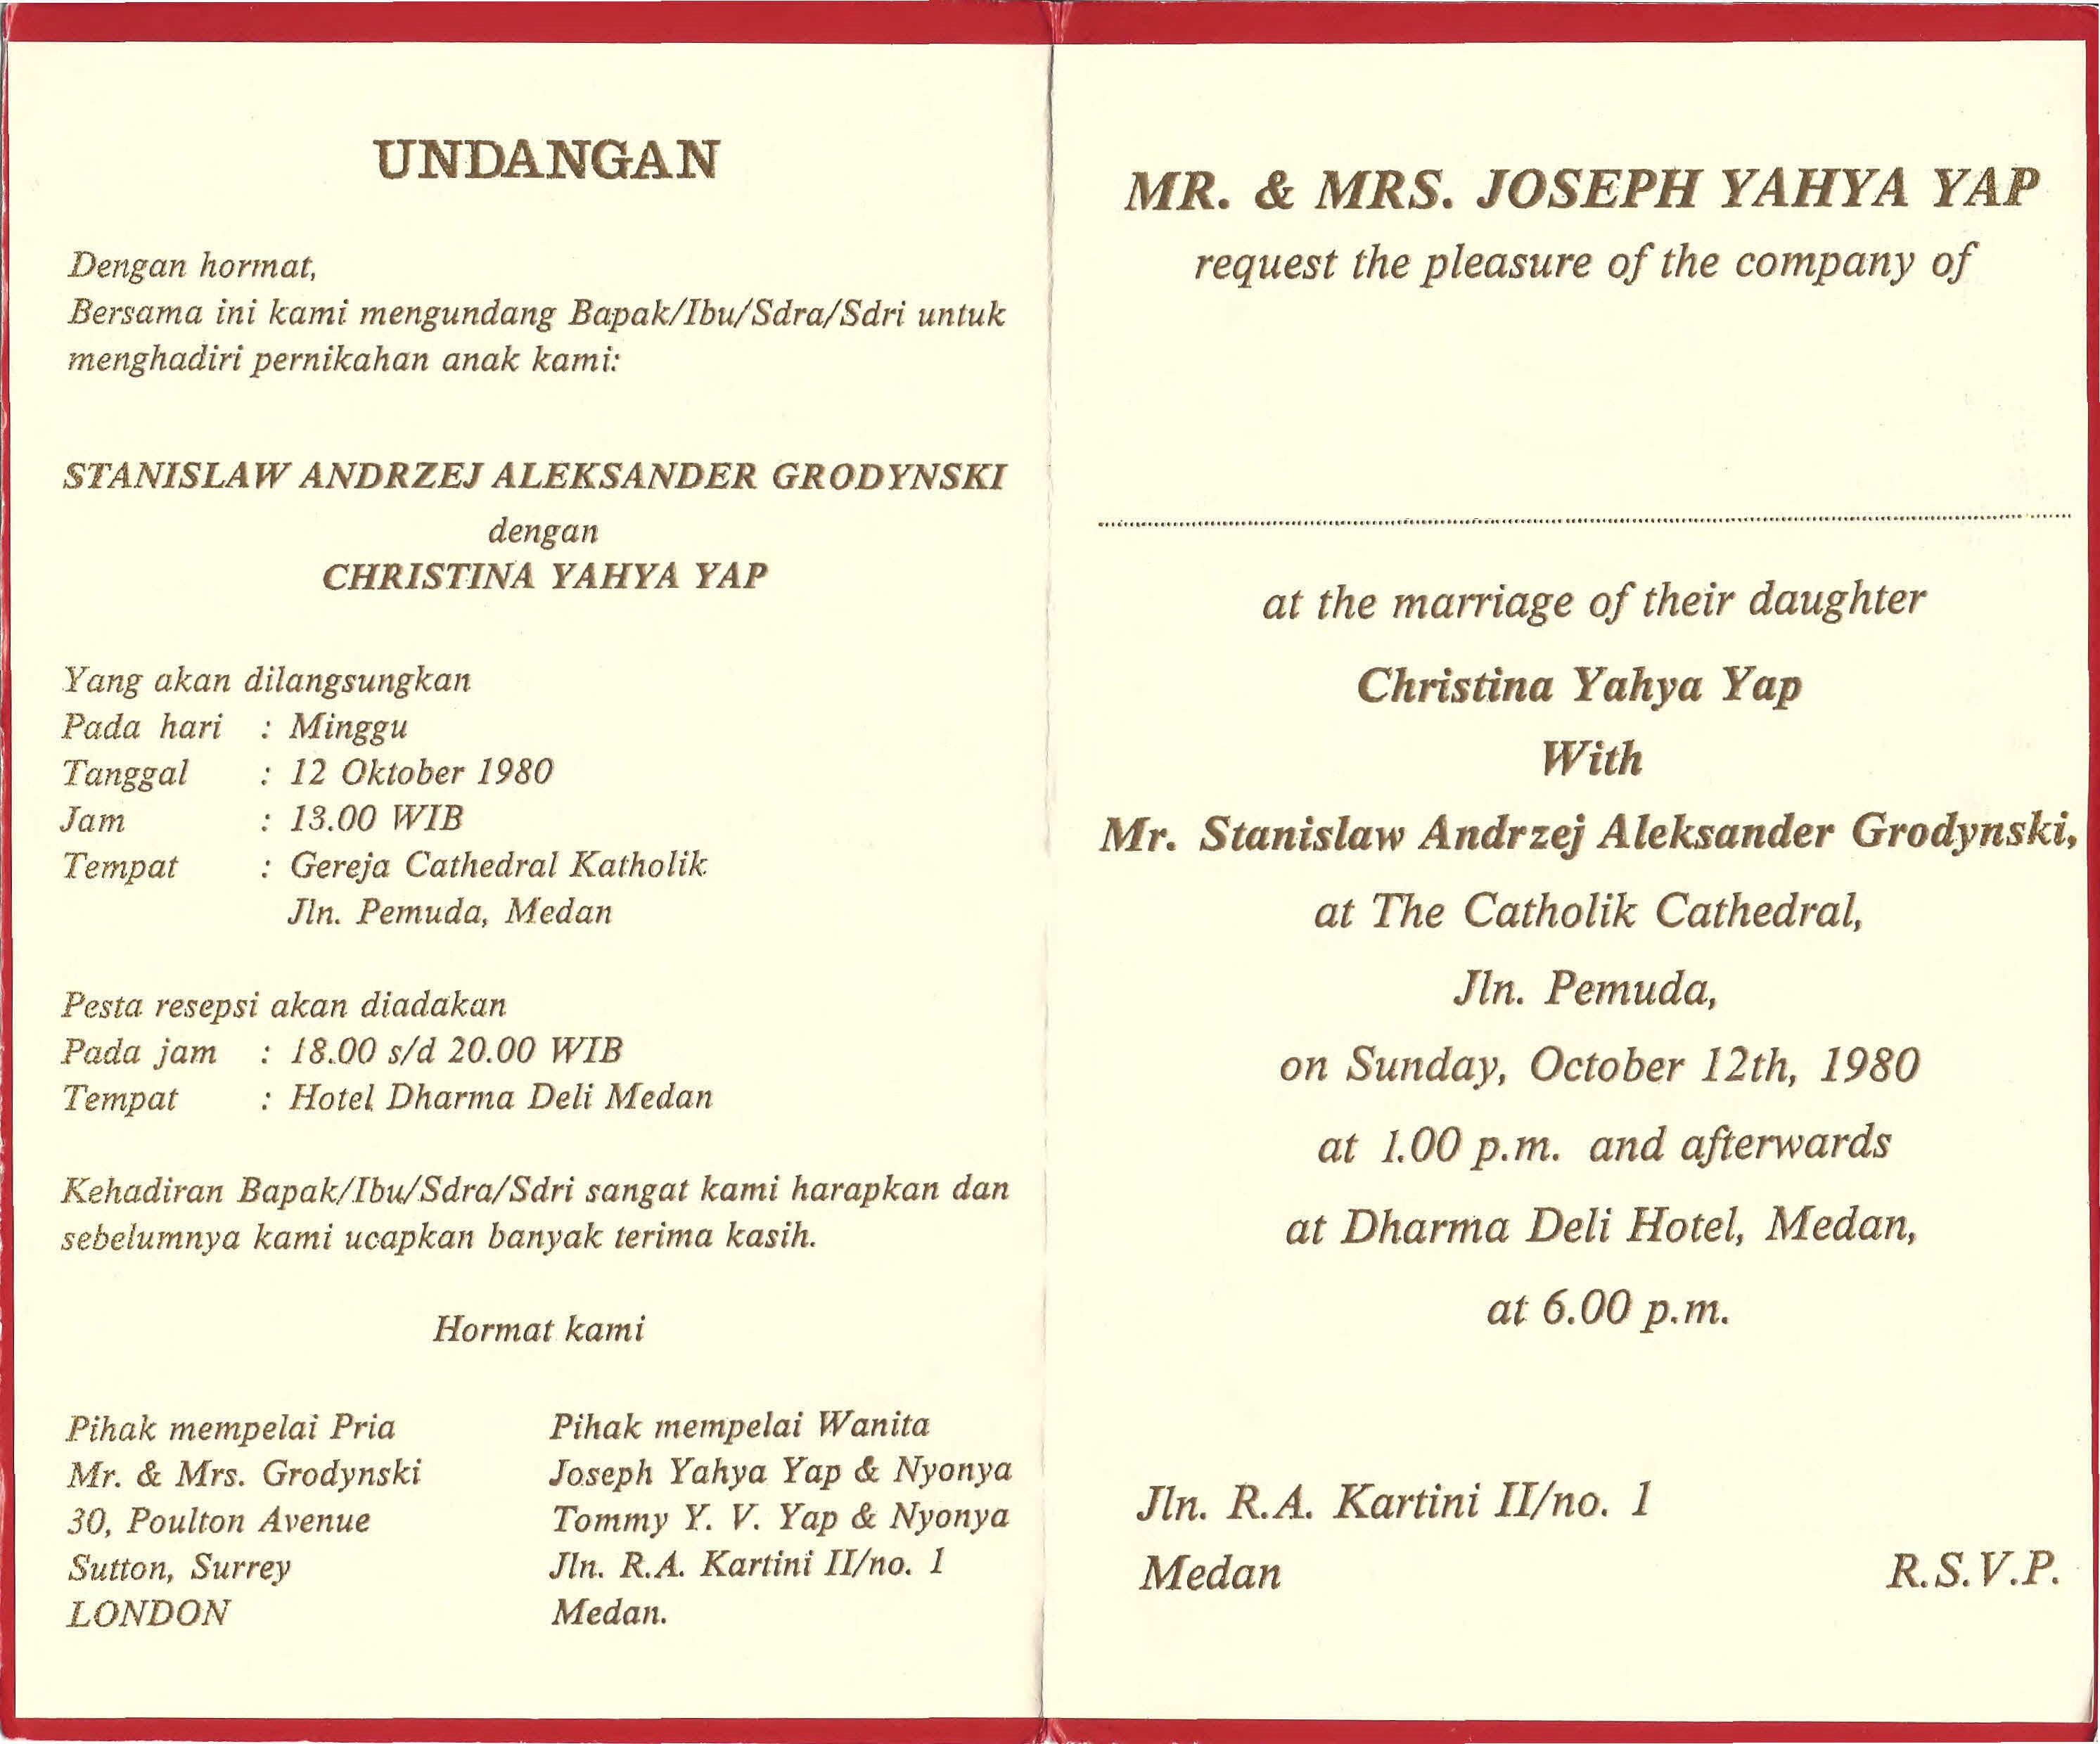 UNDANGAN
Dengan hormat,
Bersama ini kami mengundang Bapak/Ibu/Sdra/Sdri untuk
menghadiri pernikahan anak kami:
STANISLAW ANDRZEJ ALEKSANDER GRODYNSKI
dengan
CHRISTINA YAHYA YAP
Yang akan dilangsungkan
Pada hari : Minggu
Tanggal : 12 Oktober 1980
Jam : 13.00 WIB
Tempat : Gereja Cathedral Katholik
Jln. Pemuda, Medan
Pesta resepsi akan diadakan
Pada jam : 18.00 s/d 20.00 WIB
Tempat : Hotel Dharma Deli Medan
Kehadiran Bapak/Ibu/Sdra/Sdri sangat kami harapkan dan
sebelumnya kami ucapkan banyak terima kasih.
Hormat kami
Pihak mempelai Pria
Mr. & Mrs. Grodynski
30, Poulton Avenue
Sutton, Surrey
LONDON
Pihak mempelai Wanita
Joseph Yahya Yap & Nyonya
Tommy Y. V. Yap & Nyonya
Jln. R.A. Kartini II/no. 1
Medan.
MR. & MRS. JOSEPH YAHYA YAP
request the pleasure of the company of
at the marriage of their daughter
Christina Yahya Yap
With
Mr. Stanislaw Andrzej Aleksander Grodynski,
at The Catholik Cathedral,
Jln. Pemuda,
on Sunday, October 12th, 1980
at 1.00 p.m. and afterwards
at Dharma Deli Hotel, Medan,
at 6.00 p.m.
Jln. R.A. Kartini II/no. 1
Medan R.S.V.P.